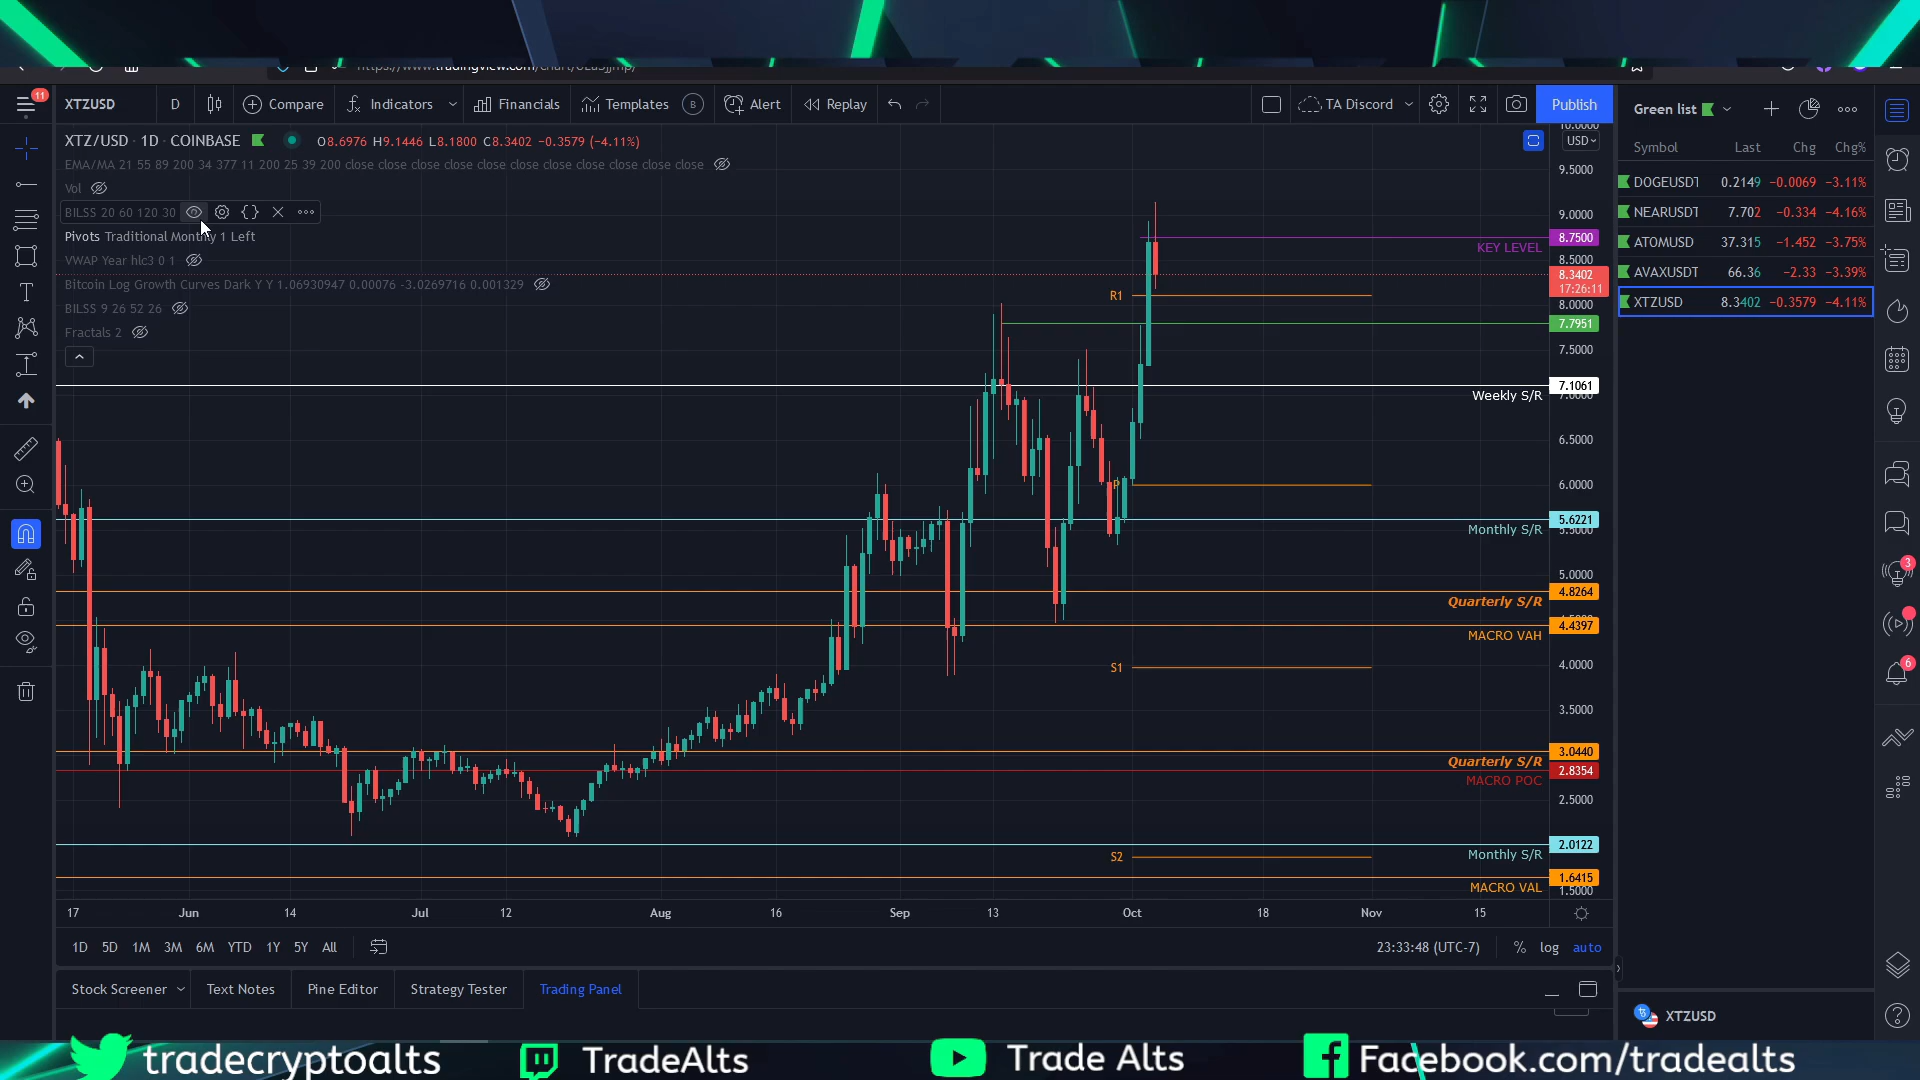 11
XTZUSD D Compare Indicators Financials Templates B Alert Replay TA Discord Publish
XTZ/USD · 1D · COINBASE O8.6976 H9.1446 L8.1800 C8.3402 −0.3579 (−4.11%)
EMA/MA 21 55 89 200 34 377 11 200 25 39 200 close close close close close close close close close close close
Vol
BILSS 20 60 120 30
Pivots Traditional Monthly 1 Left
VWAP Year hlc3 0 1
Bitcoin Log Growth Curves Dark Y Y 1.06930947 0.00076 -3.0269716 0.001329
BILSS 9 26 52 26
Fractals 2
KEY LEVEL
R1
Weekly S/R
P
Monthly S/R
Quarterly S/R
MACRO VAH
S1
Quarterly S/R
MACRO POC
Monthly S/R
S2
MACRO VAL
10.0000
USD
9.5000
9.0000
8.7500
8.5000
8.3402
17:26:11
8.0000
7.7951
7.5000
7.1061
7.0000
6.5000
6.0000
5.6221
5.5000
5.0000
4.8264
4.4397
4.0000
3.5000
3.0440
2.8354
2.5000
2.0122
1.6415
1.5000
17 Jun 14 Jul 12 Aug 16 Sep 13 Oct 18 Nov 15
1D 5D 1M 3M 6M YTD 1Y 5Y All 23:33:48 (UTC-7) % log auto
Stock Screener Text Notes Pine Editor Strategy Tester Trading Panel
Green list
Symbol Last Chg Chg%
DOGEUSDT 0.2149 −0.0069 −3.11%
NEARUSDT 7.702 −0.334 −4.16%
ATOMUSD 37.315 −1.452 −3.75%
AVAXUSDT 66.36 −2.33 −3.39%
XTZUSD 8.3402 −0.3579 −4.11%
3
6
XTZUSD
tradecryptoalts TradeAlts Trade Alts Facebook.com/tradealts